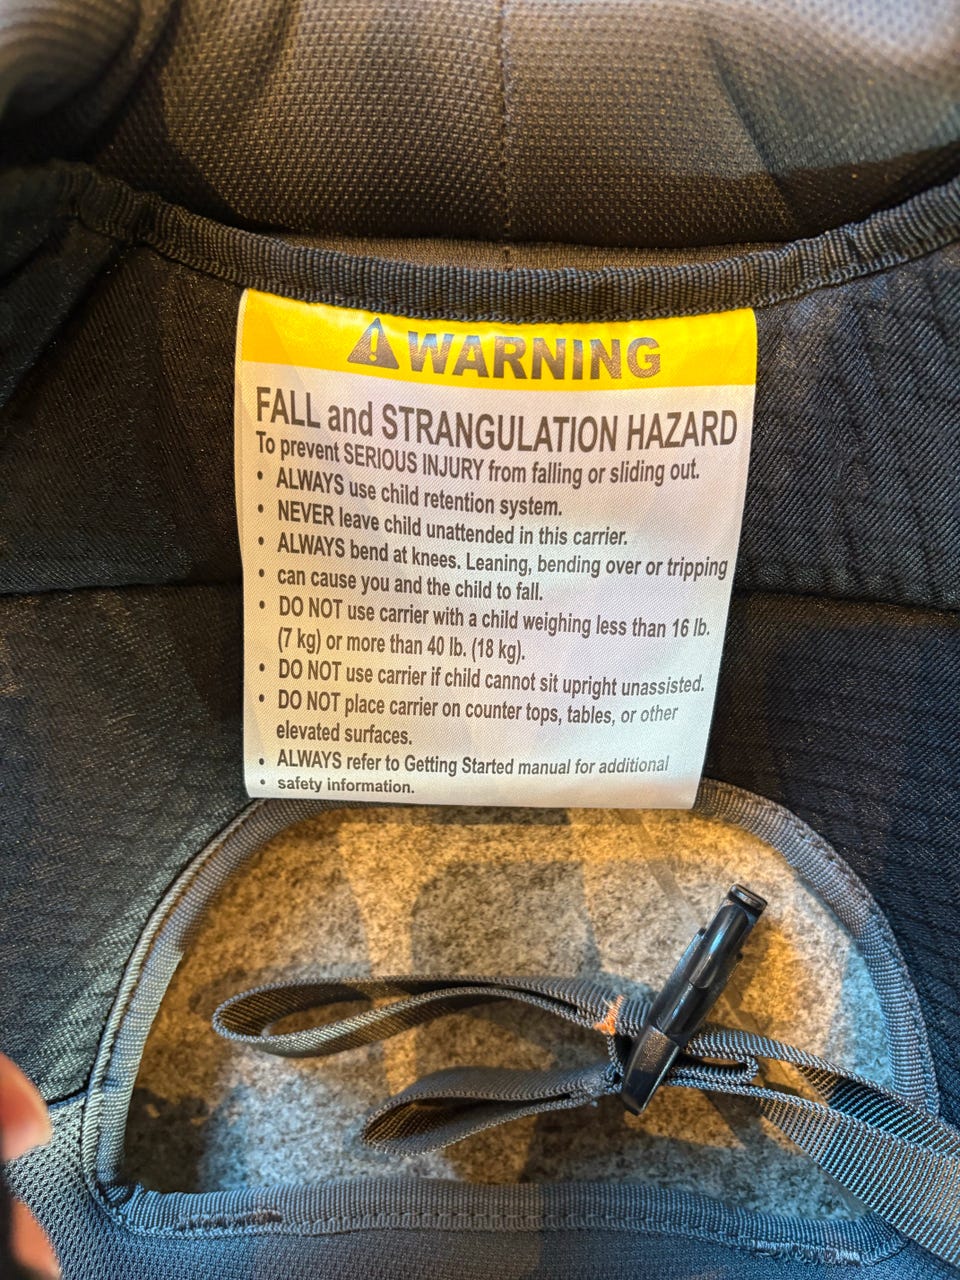 ⚠ WARNING
FALL and STRANGULATION HAZARD
To prevent SERIOUS INJURY from falling or sliding out.
• ALWAYS use child retention system.
• NEVER leave child unattended in this carrier.
• ALWAYS bend at knees. Leaning, bending over or tripping
• can cause you and the child to fall.
• DO NOT use carrier with a child weighing less than 16 lb.
(7 kg) or more than 40 lb. (18 kg).
• DO NOT use carrier if child cannot sit upright unassisted.
• DO NOT place carrier on counter tops, tables, or other
elevated surfaces.
• ALWAYS refer to Getting Started manual for additional
• safety information.